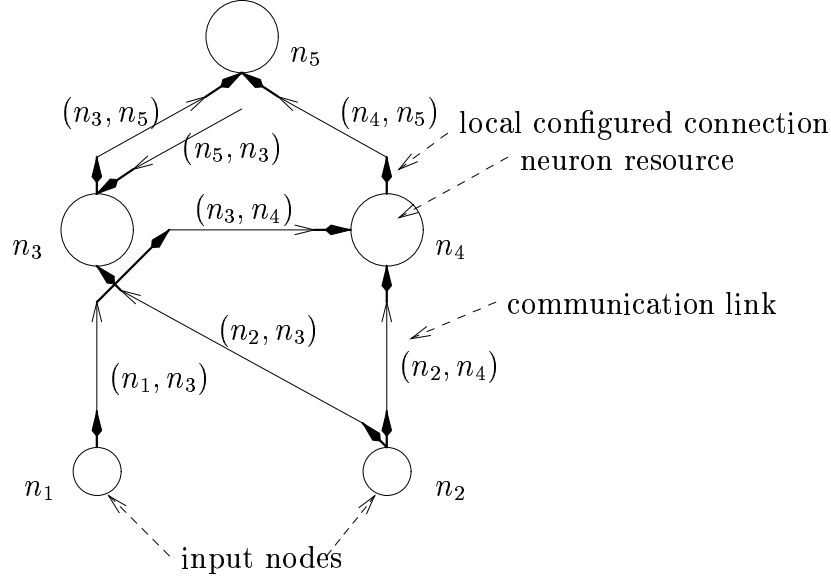 n5
(n3, n5)
(n4, n5)
local configured connection
(n5, n3)
neuron resource
(n3, n4)
n3
n4
communication link
(n2, n3)
(n1, n3)
(n2, n4)
n1
n2
input nodes